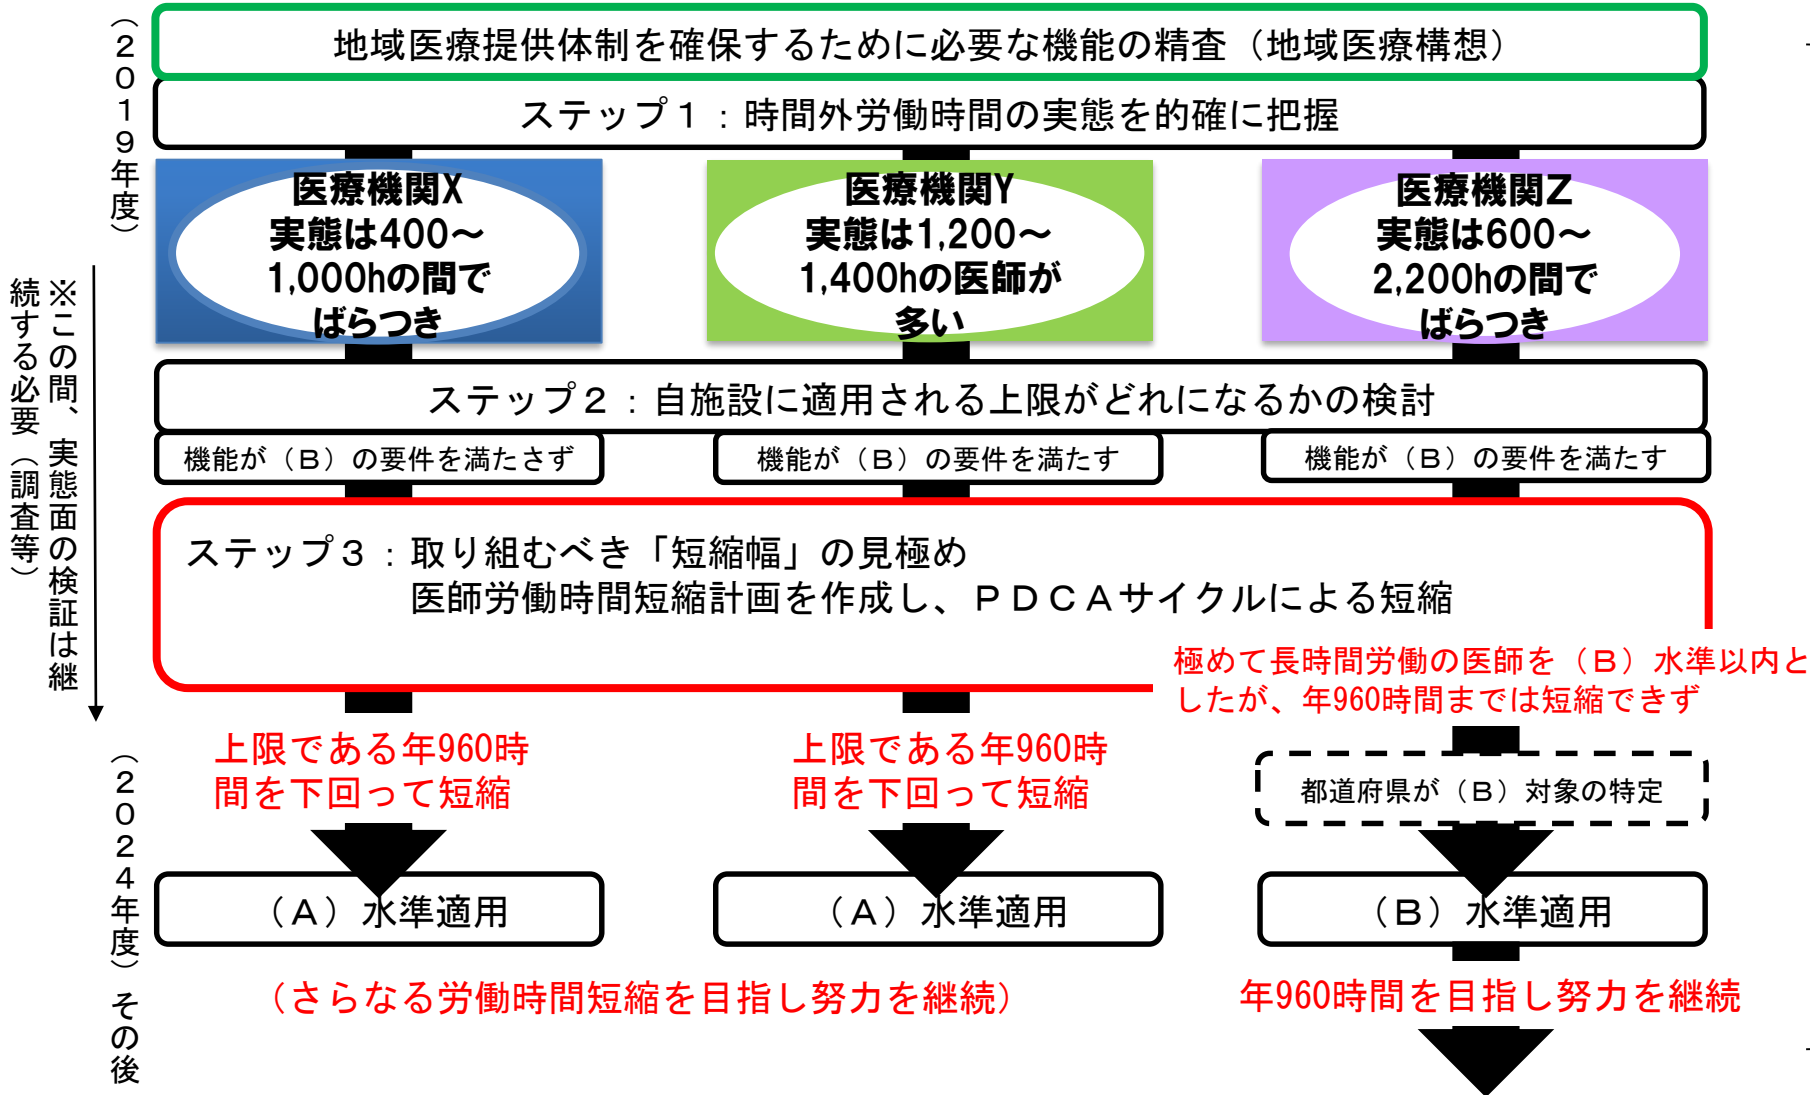 （２０１９年度）
※この間、実態面の検証は継
続する必要（調査等）
（２０２４年度）その後
地域医療提供体制を確保するために必要な機能の精査（地域医療構想）
ステップ１：時間外労働時間の実態を的確に把握
医療機関X
実態は400～
1,000hの間で
ばらつき
医療機関Y
実態は1,200～
1,400hの医師が
多い
医療機関Z
実態は600～
2,200hの間で
ばらつき
ステップ２：自施設に適用される上限がどれになるかの検討
機能が（Ｂ）の要件を満たさず
機能が（Ｂ）の要件を満たす
機能が（Ｂ）の要件を満たす
ステップ３：取り組むべき「短縮幅」の見極め
医師労働時間短縮計画を作成し、ＰＤＣＡサイクルによる短縮
極めて長時間労働の医師を（Ｂ）水準以内と
したが、年960時間までは短縮できず
上限である年960時
間を下回って短縮
上限である年960時
間を下回って短縮
都道府県が（Ｂ）対象の特定
（Ａ）水準適用
（Ａ）水準適用
（Ｂ）水準適用
（さらなる労働時間短縮を目指し努力を継続）
年960時間を目指し努力を継続